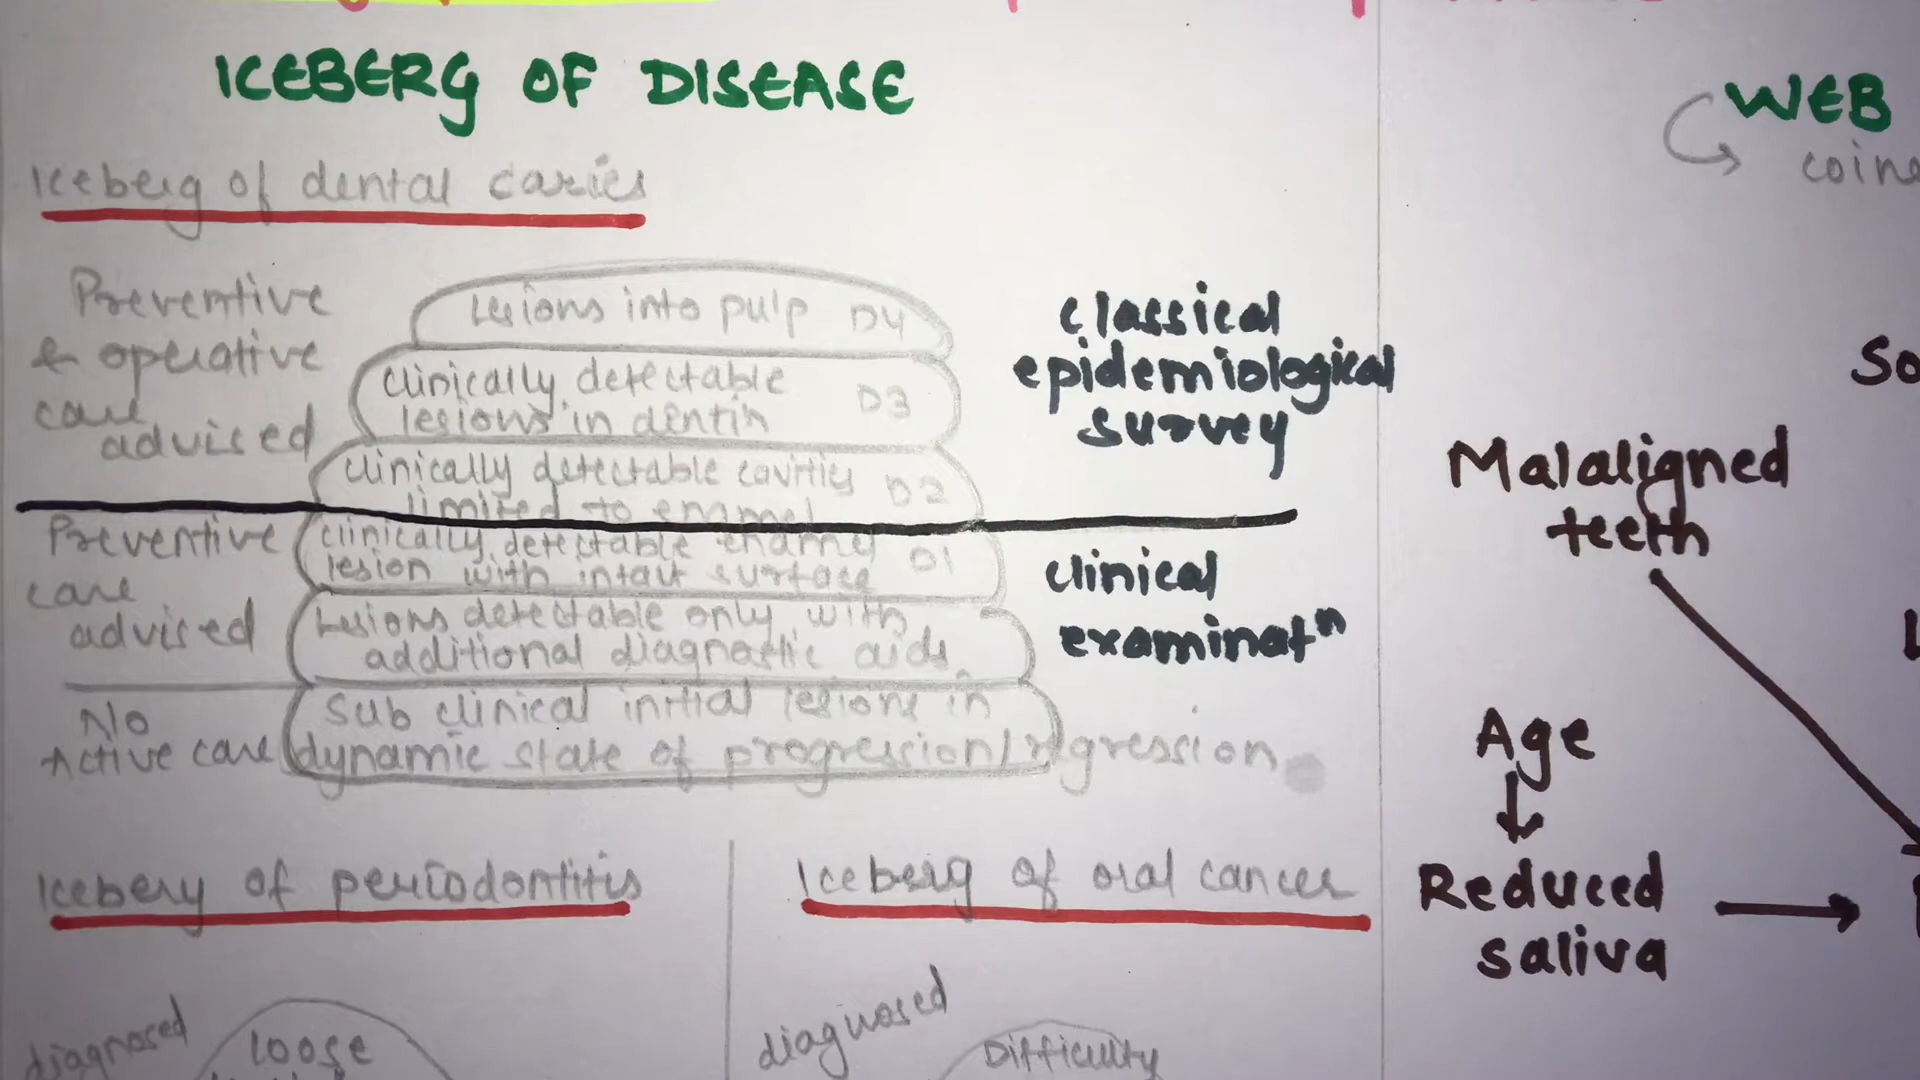 ICEBERG OF DISEASE
Iceberg of dental caries
Preventive
& operative
care
advised
Lesions into pulp D4
clinically detectable
lesions in dentin D3
clinically detectable cavities
limited to enamel D2
classical
epidemiological
survey
Preventive
care
advised
clinically detectable enamel
lesion with intact surface D1
Lesions detectable only with
additional diagnostic aids
clinical
examinatn
No
Active care
Sub clinical initial lesions in
dynamic state of progression/regression
Iceberg of periodontitis
diagnosed
Loose
Iceberg of oral cancer
diagnosed
Difficulty
WEB
coine
So
Malaligned
teeth
Age
Reduced
saliva